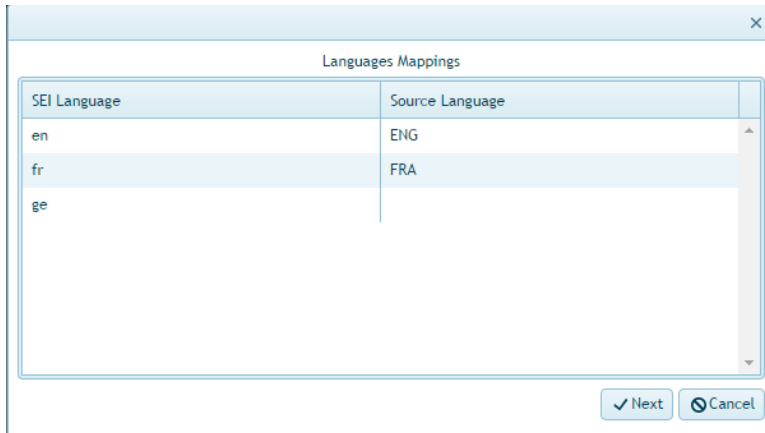 Languages Mappings
SEI Language Source Language
en ENG
fr FRA
ge
Next Cancel